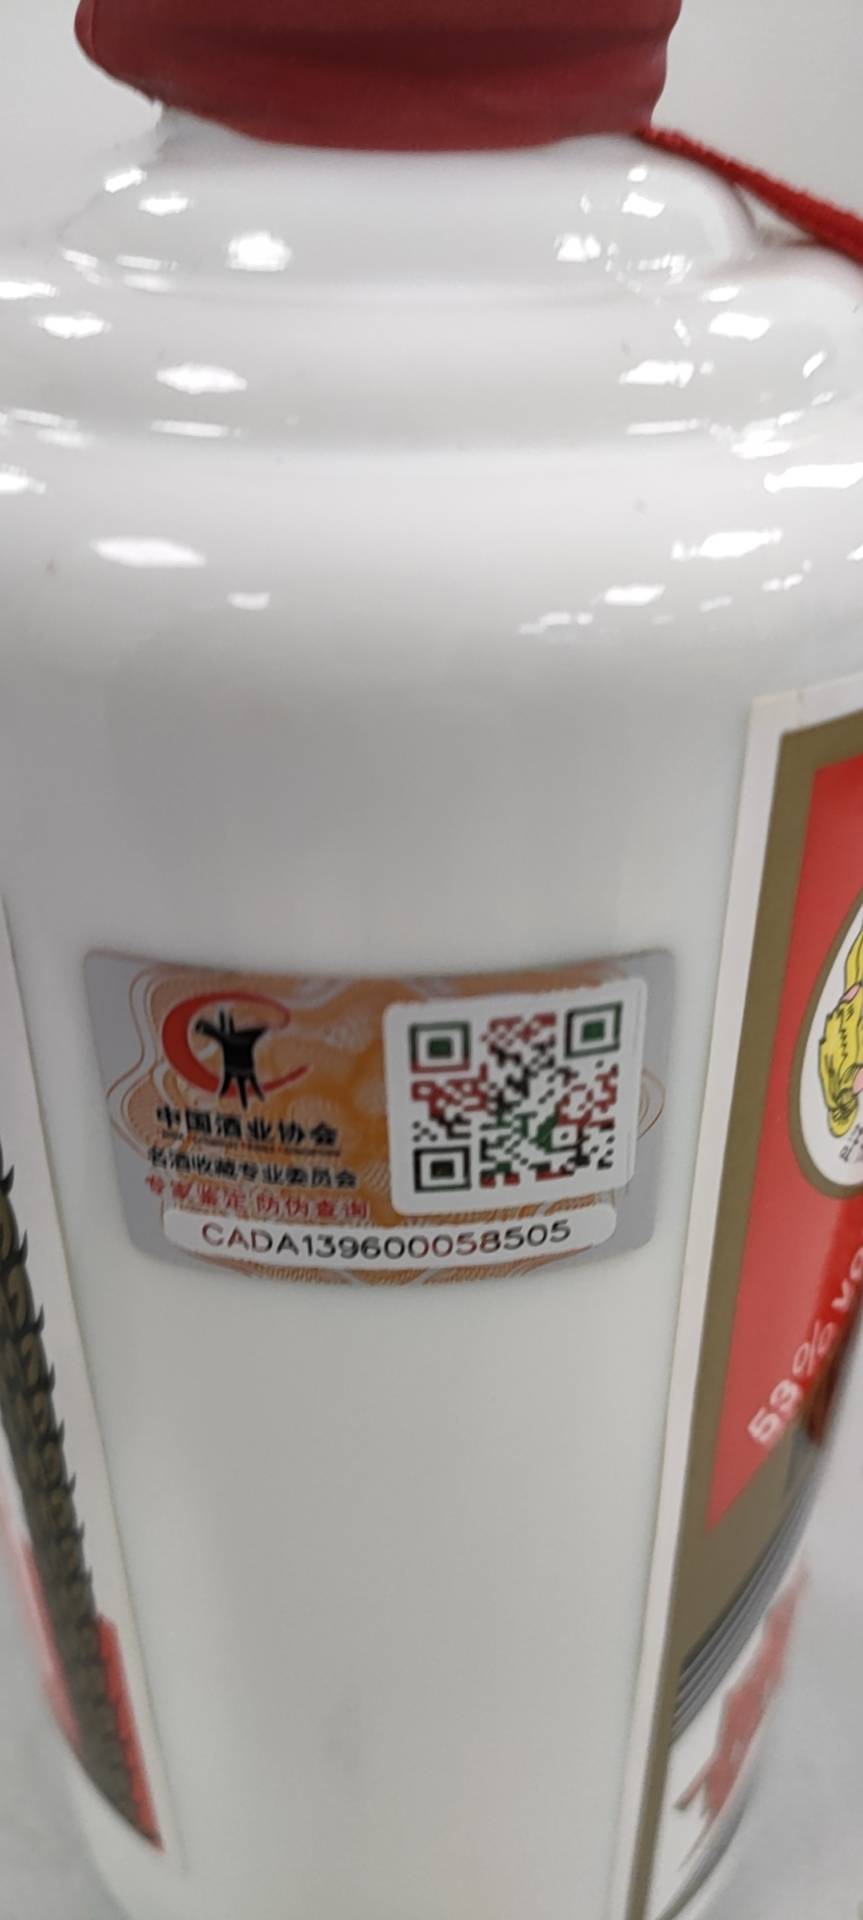 中国酒业协会
名酒收藏专业委员会
专家鉴定 防伪查询
CADA139600058505
53%